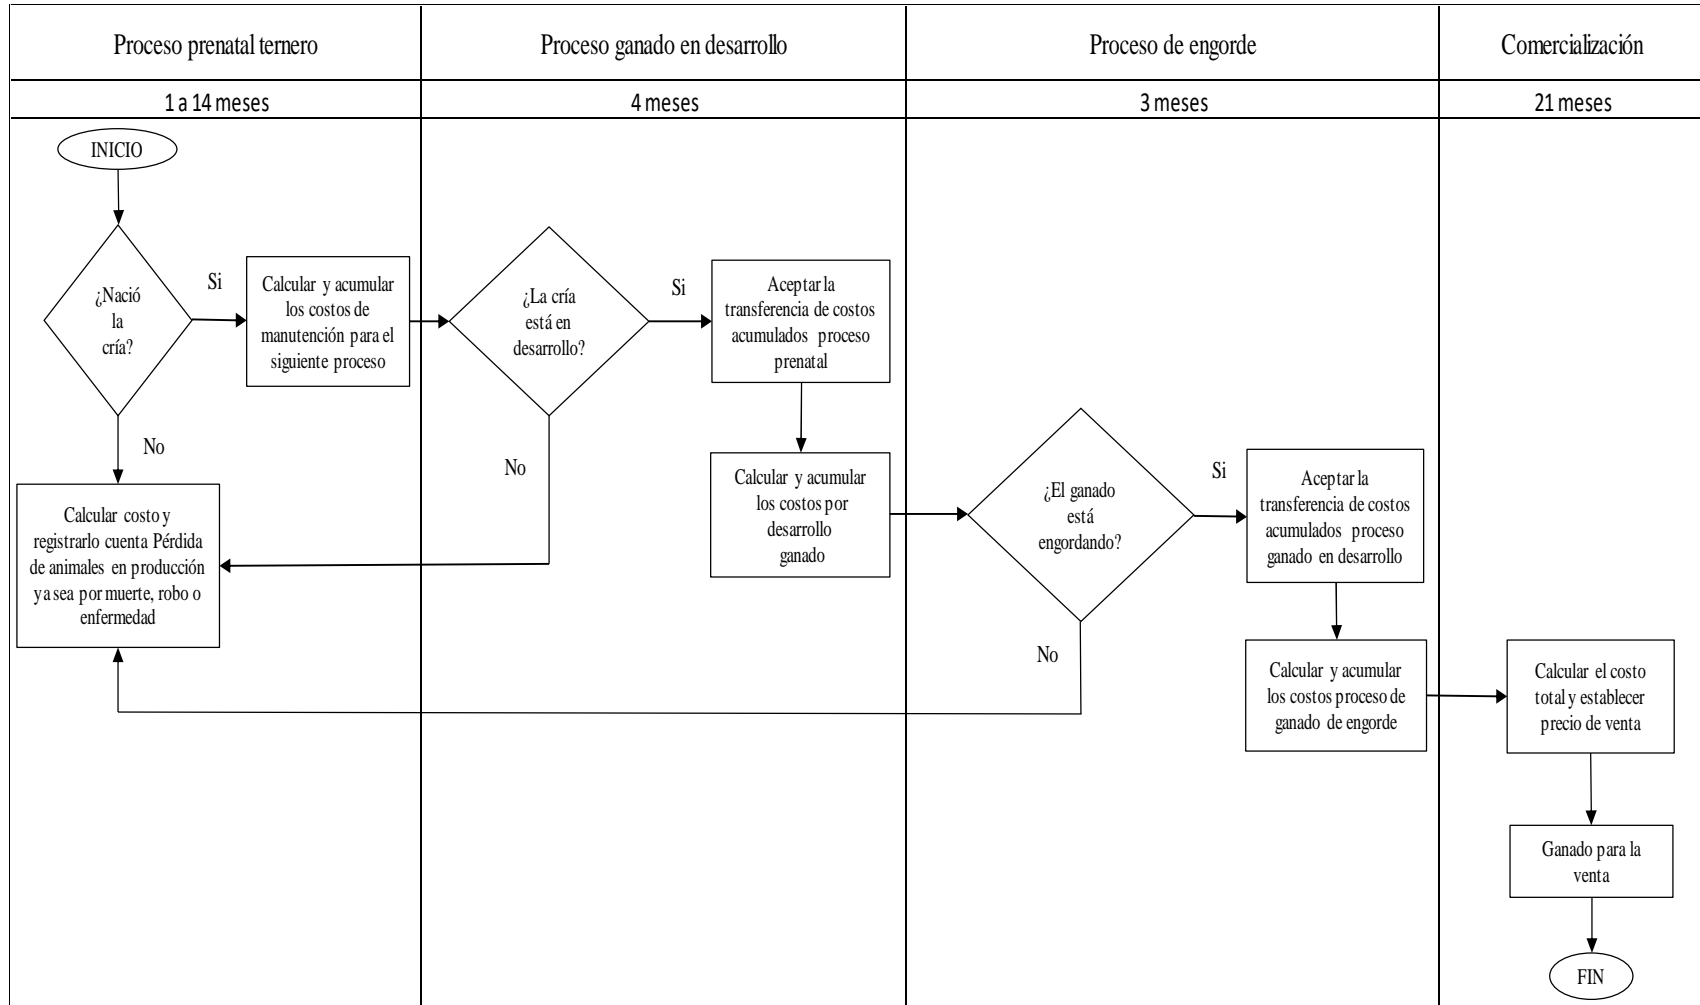 Proceso prenatal ternero
Proceso ganado en desarrollo
Proceso de engorde
Comercialización
1 a 14 meses
4 meses
3 meses
21 meses
INICIO
¿Nació
la
cría?
Si
No
Calcular y acumular
los costos de
manutención para el
siguiente proceso
Calcular costo y
registrarlo cuenta Pérdida
de animales en producción
ya sea por muerte, robo o
enfermedad
¿La cría
está en
desarrollo?
Si
No
Aceptar la
transferencia de costos
acumulados proceso
prenatal
Calcular y acumular
los costos por
desarrollo
ganado
¿El ganado
está
engordando?
Si
No
Aceptar la
transferencia de costos
acumulados proceso
ganado en desarrollo
Calcular y acumular
los costos proceso de
ganado de engorde
Calcular el costo
total y establecer
precio de venta
Ganado para la
venta
FIN